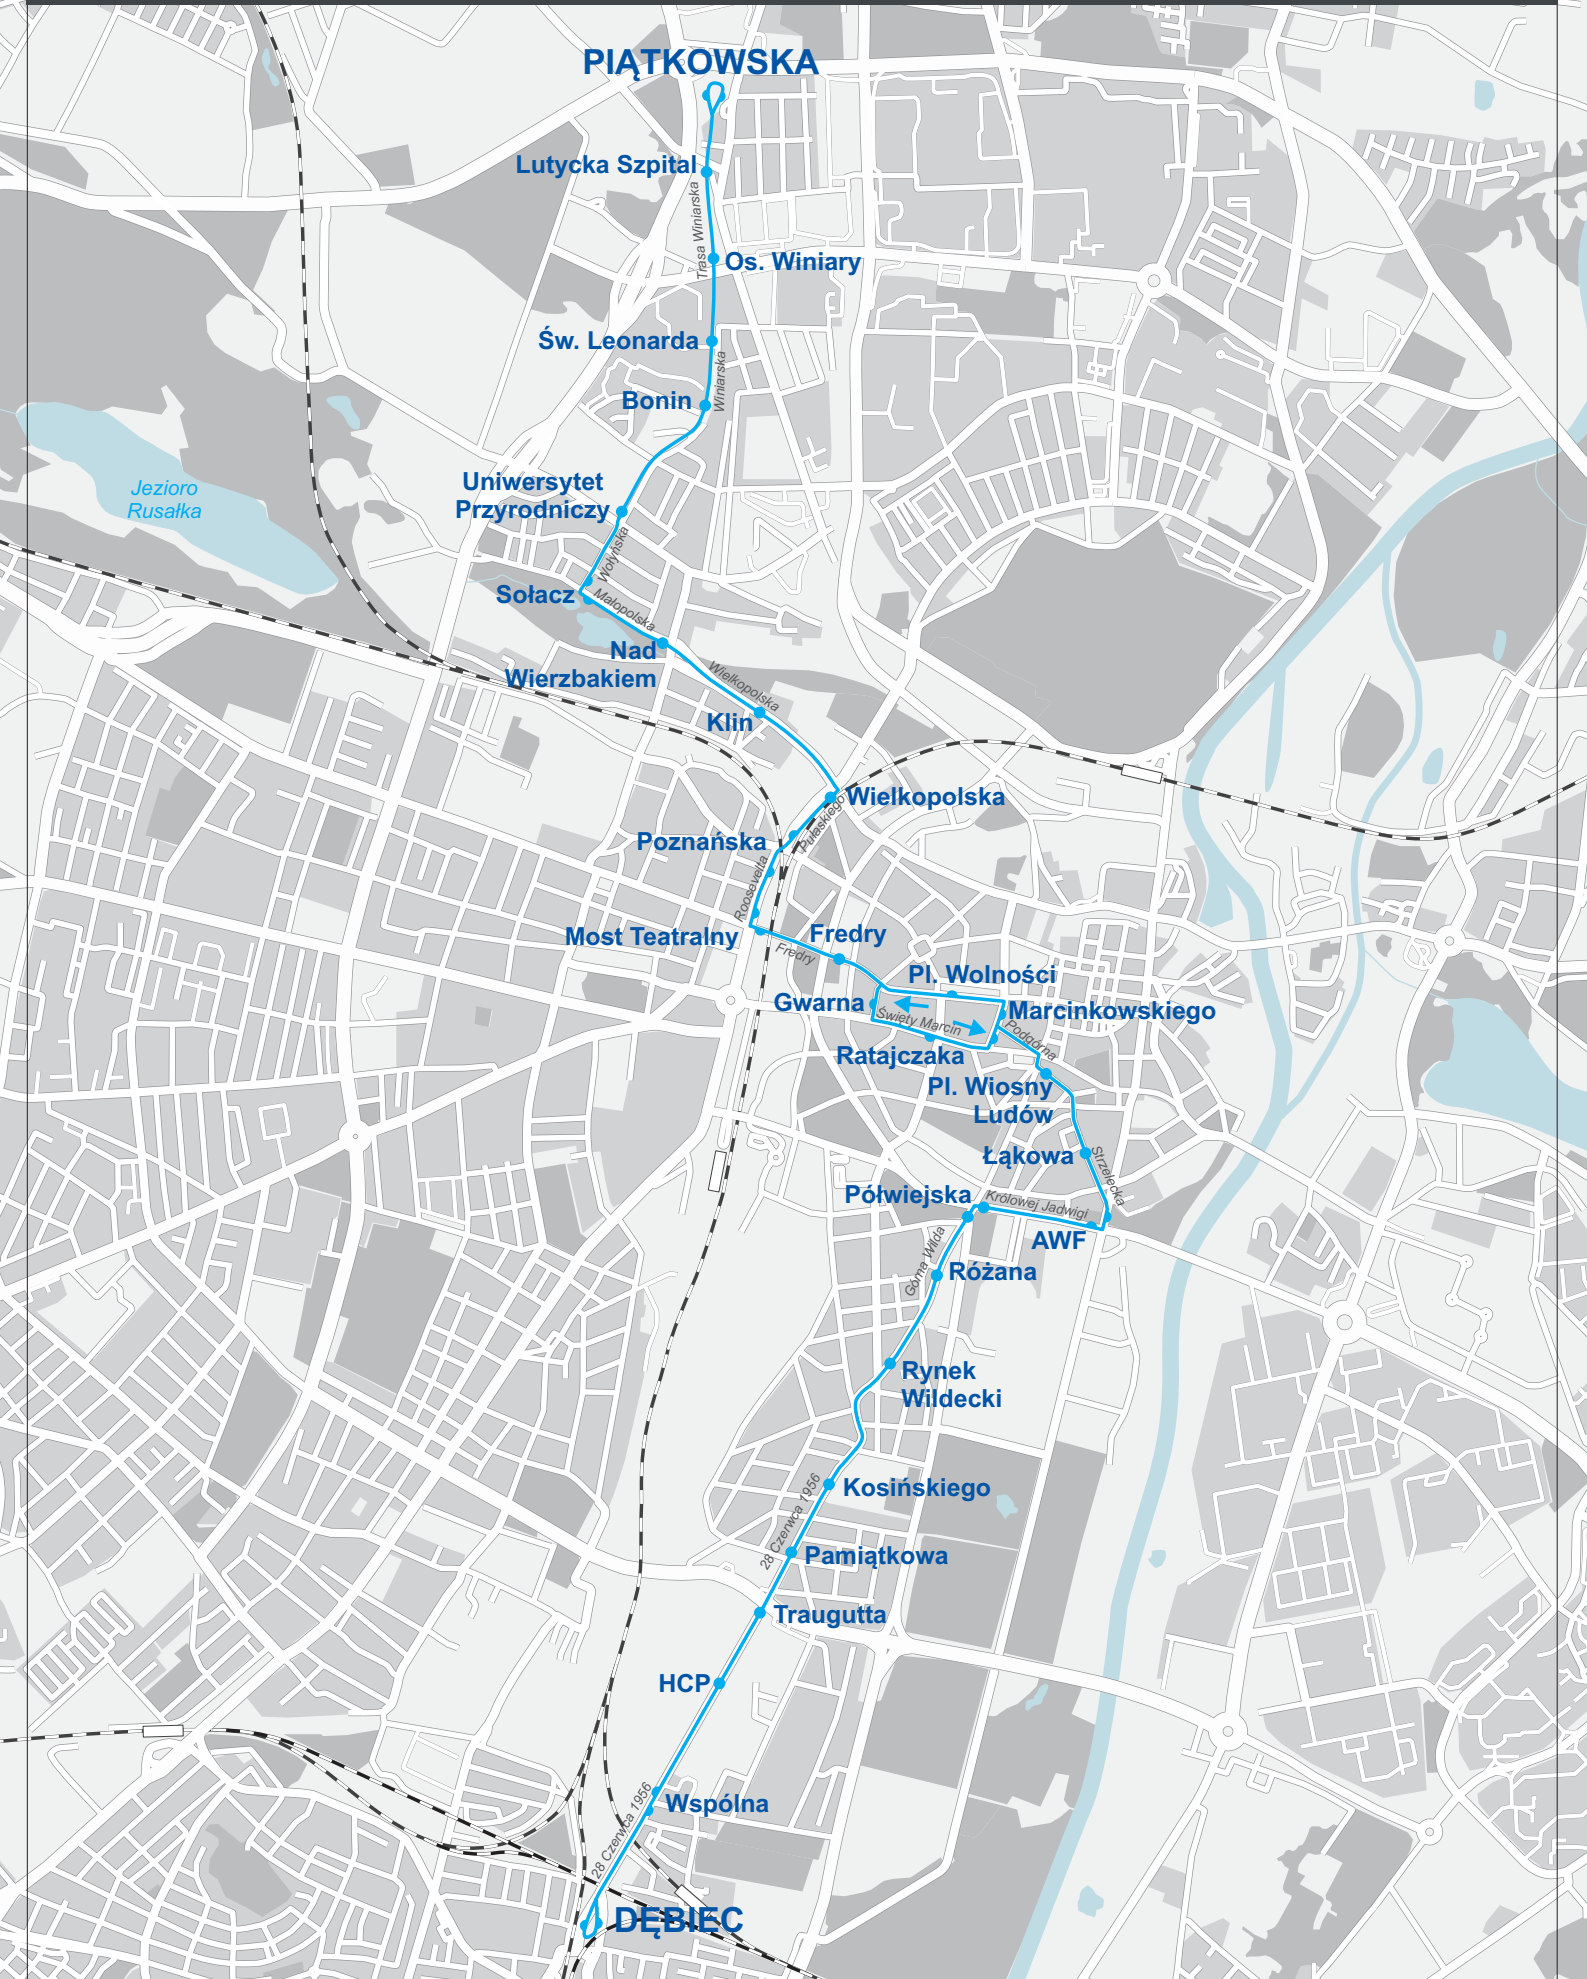 PIĄTKOWSKA
Lutycka Szpital
Trasa Winiarska
Os. Winiary
Św. Leonarda
Winiarska
Bonin
Uniwersytet
Przyrodniczy
Jezioro
Rusałka
Wołyńska
Sołacz
Małopolska
Nad
Wierzbakiem
Wielkopolska
Klin
Wielkopolska
Pułaskiego
Poznańska
Roosevelta
Most Teatralny
Fredry
Fredry
Pl. Wolności
Gwarna
Marcinkowskiego
Święty Marcin
Podgórna
Ratajczaka
Pl. Wiosny
Ludów
Łąkowa
Strzelecka
Półwiejska
Królowej Jadwigi
AWF
Górna Wilda
Różana
Rynek
Wildecki
Kosińskiego
28 Czerwca 1956
Pamiątkowa
Traugutta
HCP
Wspólna
28 Czerwca 1956
DĘBIEC